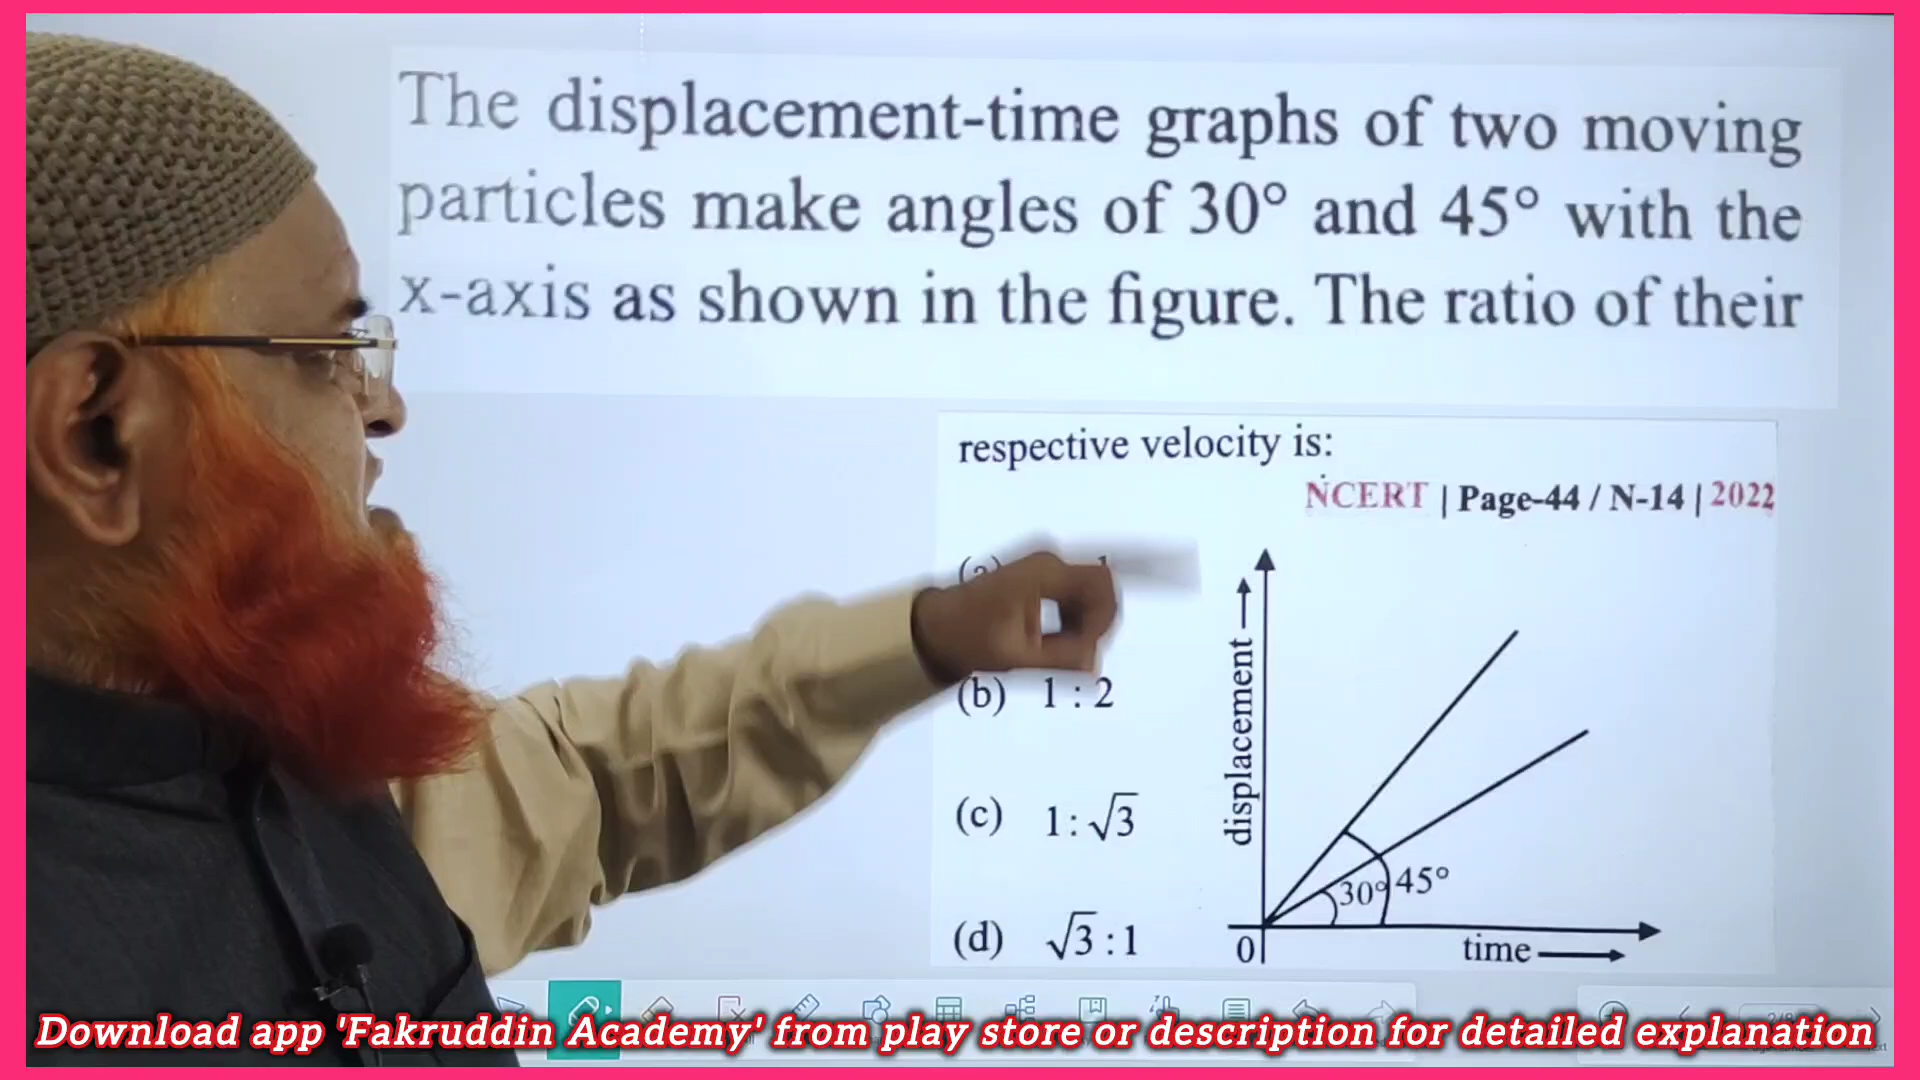 The displacement-time graphs of two moving
particles make angles of 30° and 45° with the
x-axis as shown in the figure. The ratio of their
respective velocity is:
NCERT | Page-44 / N-14 | 2022
(b) 1 : 2
(c) 1 : √3
(d) √3 : 1
displacement
30° 45°
0
time
Download app 'Fakruddin Academy' from play store or description for detailed explanation